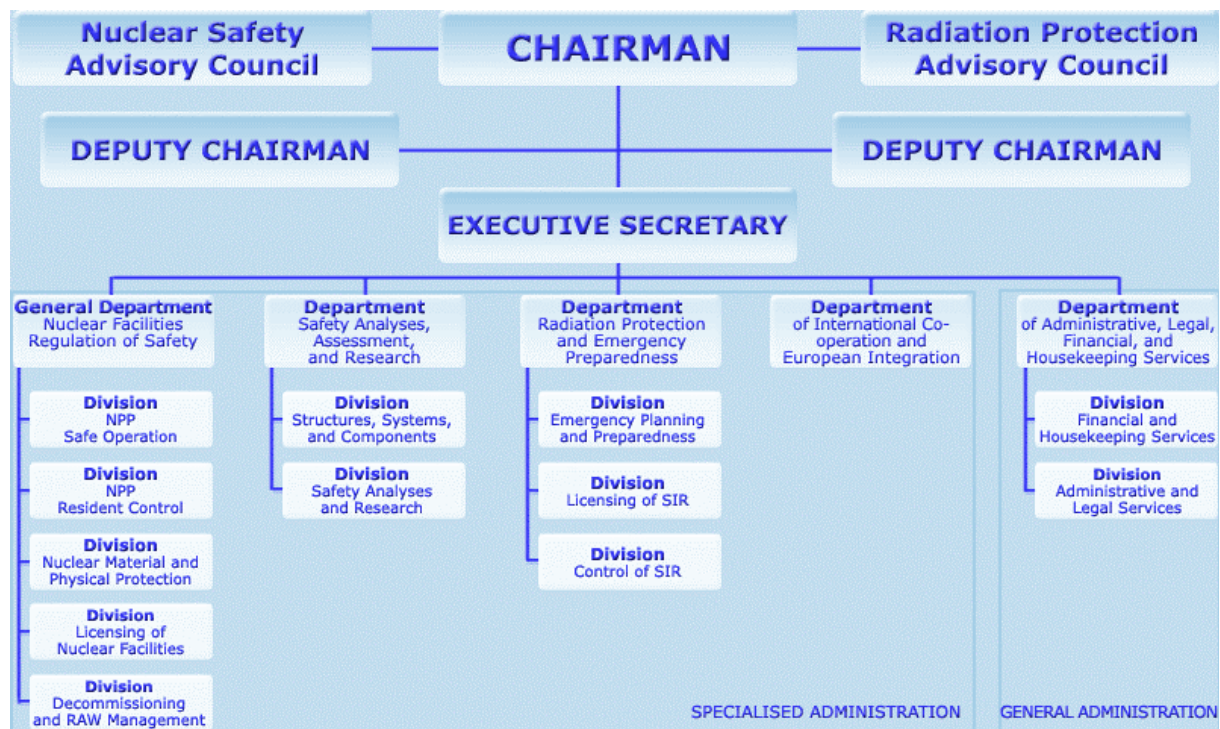 Nuclear Safety
Advisory Council
CHAIRMAN
Radiation Protection
Advisory Council
DEPUTY CHAIRMAN
DEPUTY CHAIRMAN
EXECUTIVE SECRETARY
General Department
Nuclear Facilities
Regulation of Safety
Division
NPP
Safe Operation
Division
NPP
Resident Control
Division
Nuclear Material and
Physical Protection
Division
Licensing of
Nuclear Facilities
Division
Decommissioning
and RAW Management
Department
Safety Analyses,
Assessment,
and Research
Division
Structures, Systems,
and Components
Division
Safety Analyses
and Research
Department
Radiation Protection
and Emergency
Preparedness
Division
Emergency Planning
and Preparedness
Division
Licensing of SIR
Division
Control of SIR
Department
of International Co-
operation and
European Integration
SPECIALISED ADMINISTRATION
Department
of Administrative, Legal,
Financial, and
Housekeeping Services
Division
Financial and
Housekeeping Services
Division
Administrative and
Legal Services
GENERAL ADMINISTRATION